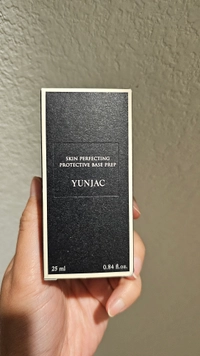 SKIN PERFECTING
PROTECTIVE BASE PREP
YUNJAC
25 ml 0.84 fl.oz.